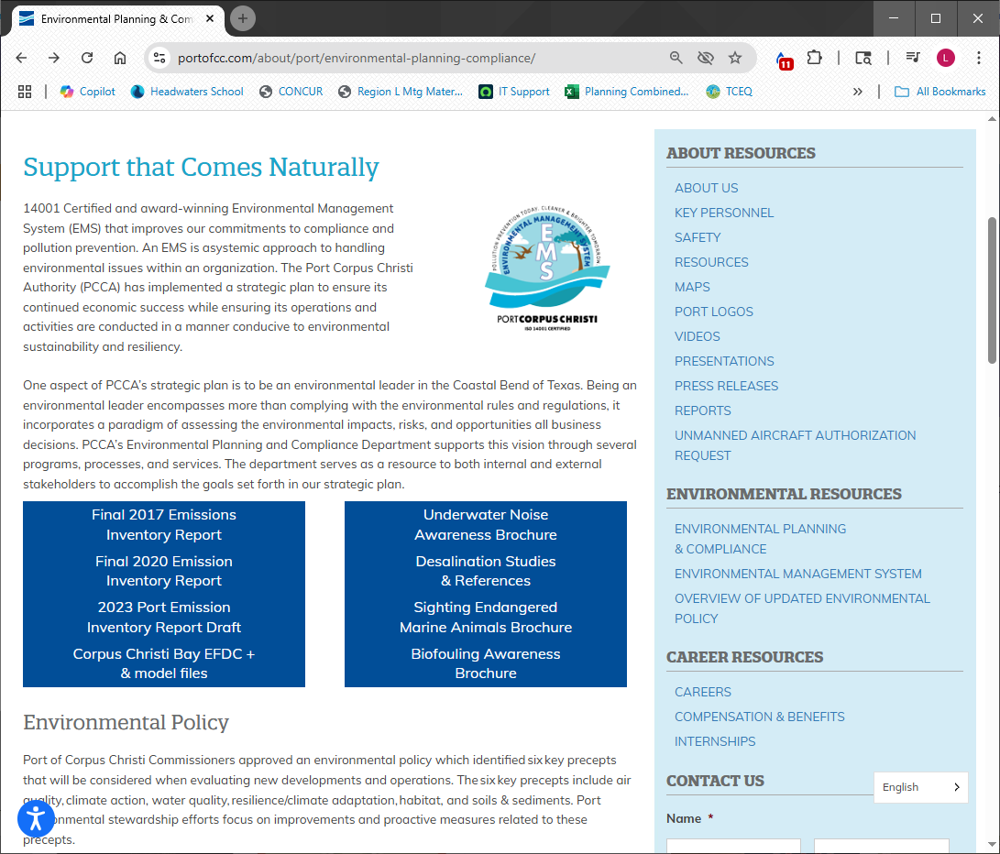 Environmental Planning & Com
portofcc.com/about/port/environmental-planning-compliance/
11
L
Copilot
Headwaters School
CONCUR
Region L Mtg Mater...
IT Support
Planning Combined...
TCEQ
All Bookmarks
Support that Comes Naturally
14001 Certified and award-winning Environmental Management
System (EMS) that improves our commitments to compliance and
pollution prevention. An EMS is asystemic approach to handling
environmental issues within an organization. The Port Corpus Christi
Authority (PCCA) has implemented a strategic plan to ensure its
continued economic success while ensuring its operations and
activities are conducted in a manner conducive to environmental
sustainability and resiliency.
POLLUTION PREVENTION TODAY, CLEANER & BRIGHTER TOMORROW
ENVIRONMENTAL MANAGEMENT SYSTEM
EMS
PORTCORPUSCHRISTI
ISO 14001 CERTIFIED
One aspect of PCCA’s strategic plan is to be an environmental leader in the Coastal Bend of Texas. Being an
environmental leader encompasses more than complying with the environmental rules and regulations, it
incorporates a paradigm of assessing the environmental impacts, risks, and opportunities all business
decisions. PCCA’s Environmental Planning and Compliance Department supports this vision through several
programs, processes, and services. The department serves as a resource to both internal and external
stakeholders to accomplish the goals set forth in our strategic plan.
Final 2017 Emissions
Inventory Report
Final 2020 Emission
Inventory Report
2023 Port Emission
Inventory Report Draft
Corpus Christi Bay EFDC +
& model files
Underwater Noise
Awareness Brochure
Desalination Studies
& References
Sighting Endangered
Marine Animals Brochure
Biofouling Awareness
Brochure
Environmental Policy
Port of Corpus Christi Commissioners approved an environmental policy which identified six key precepts
that will be considered when evaluating new developments and operations. The six key precepts include air
quality, climate action, water quality, resilience/climate adaptation, habitat, and soils & sediments. Port
onmental stewardship efforts focus on improvements and proactive measures related to these
precepts.
ABOUT RESOURCES
ABOUT US
KEY PERSONNEL
SAFETY
RESOURCES
MAPS
PORT LOGOS
VIDEOS
PRESENTATIONS
PRESS RELEASES
REPORTS
UNMANNED AIRCRAFT AUTHORIZATION
REQUEST
ENVIRONMENTAL RESOURCES
ENVIRONMENTAL PLANNING
& COMPLIANCE
ENVIRONMENTAL MANAGEMENT SYSTEM
OVERVIEW OF UPDATED ENVIRONMENTAL
POLICY
CAREER RESOURCES
CAREERS
COMPENSATION & BENEFITS
INTERNSHIPS
CONTACT US
English
Name *